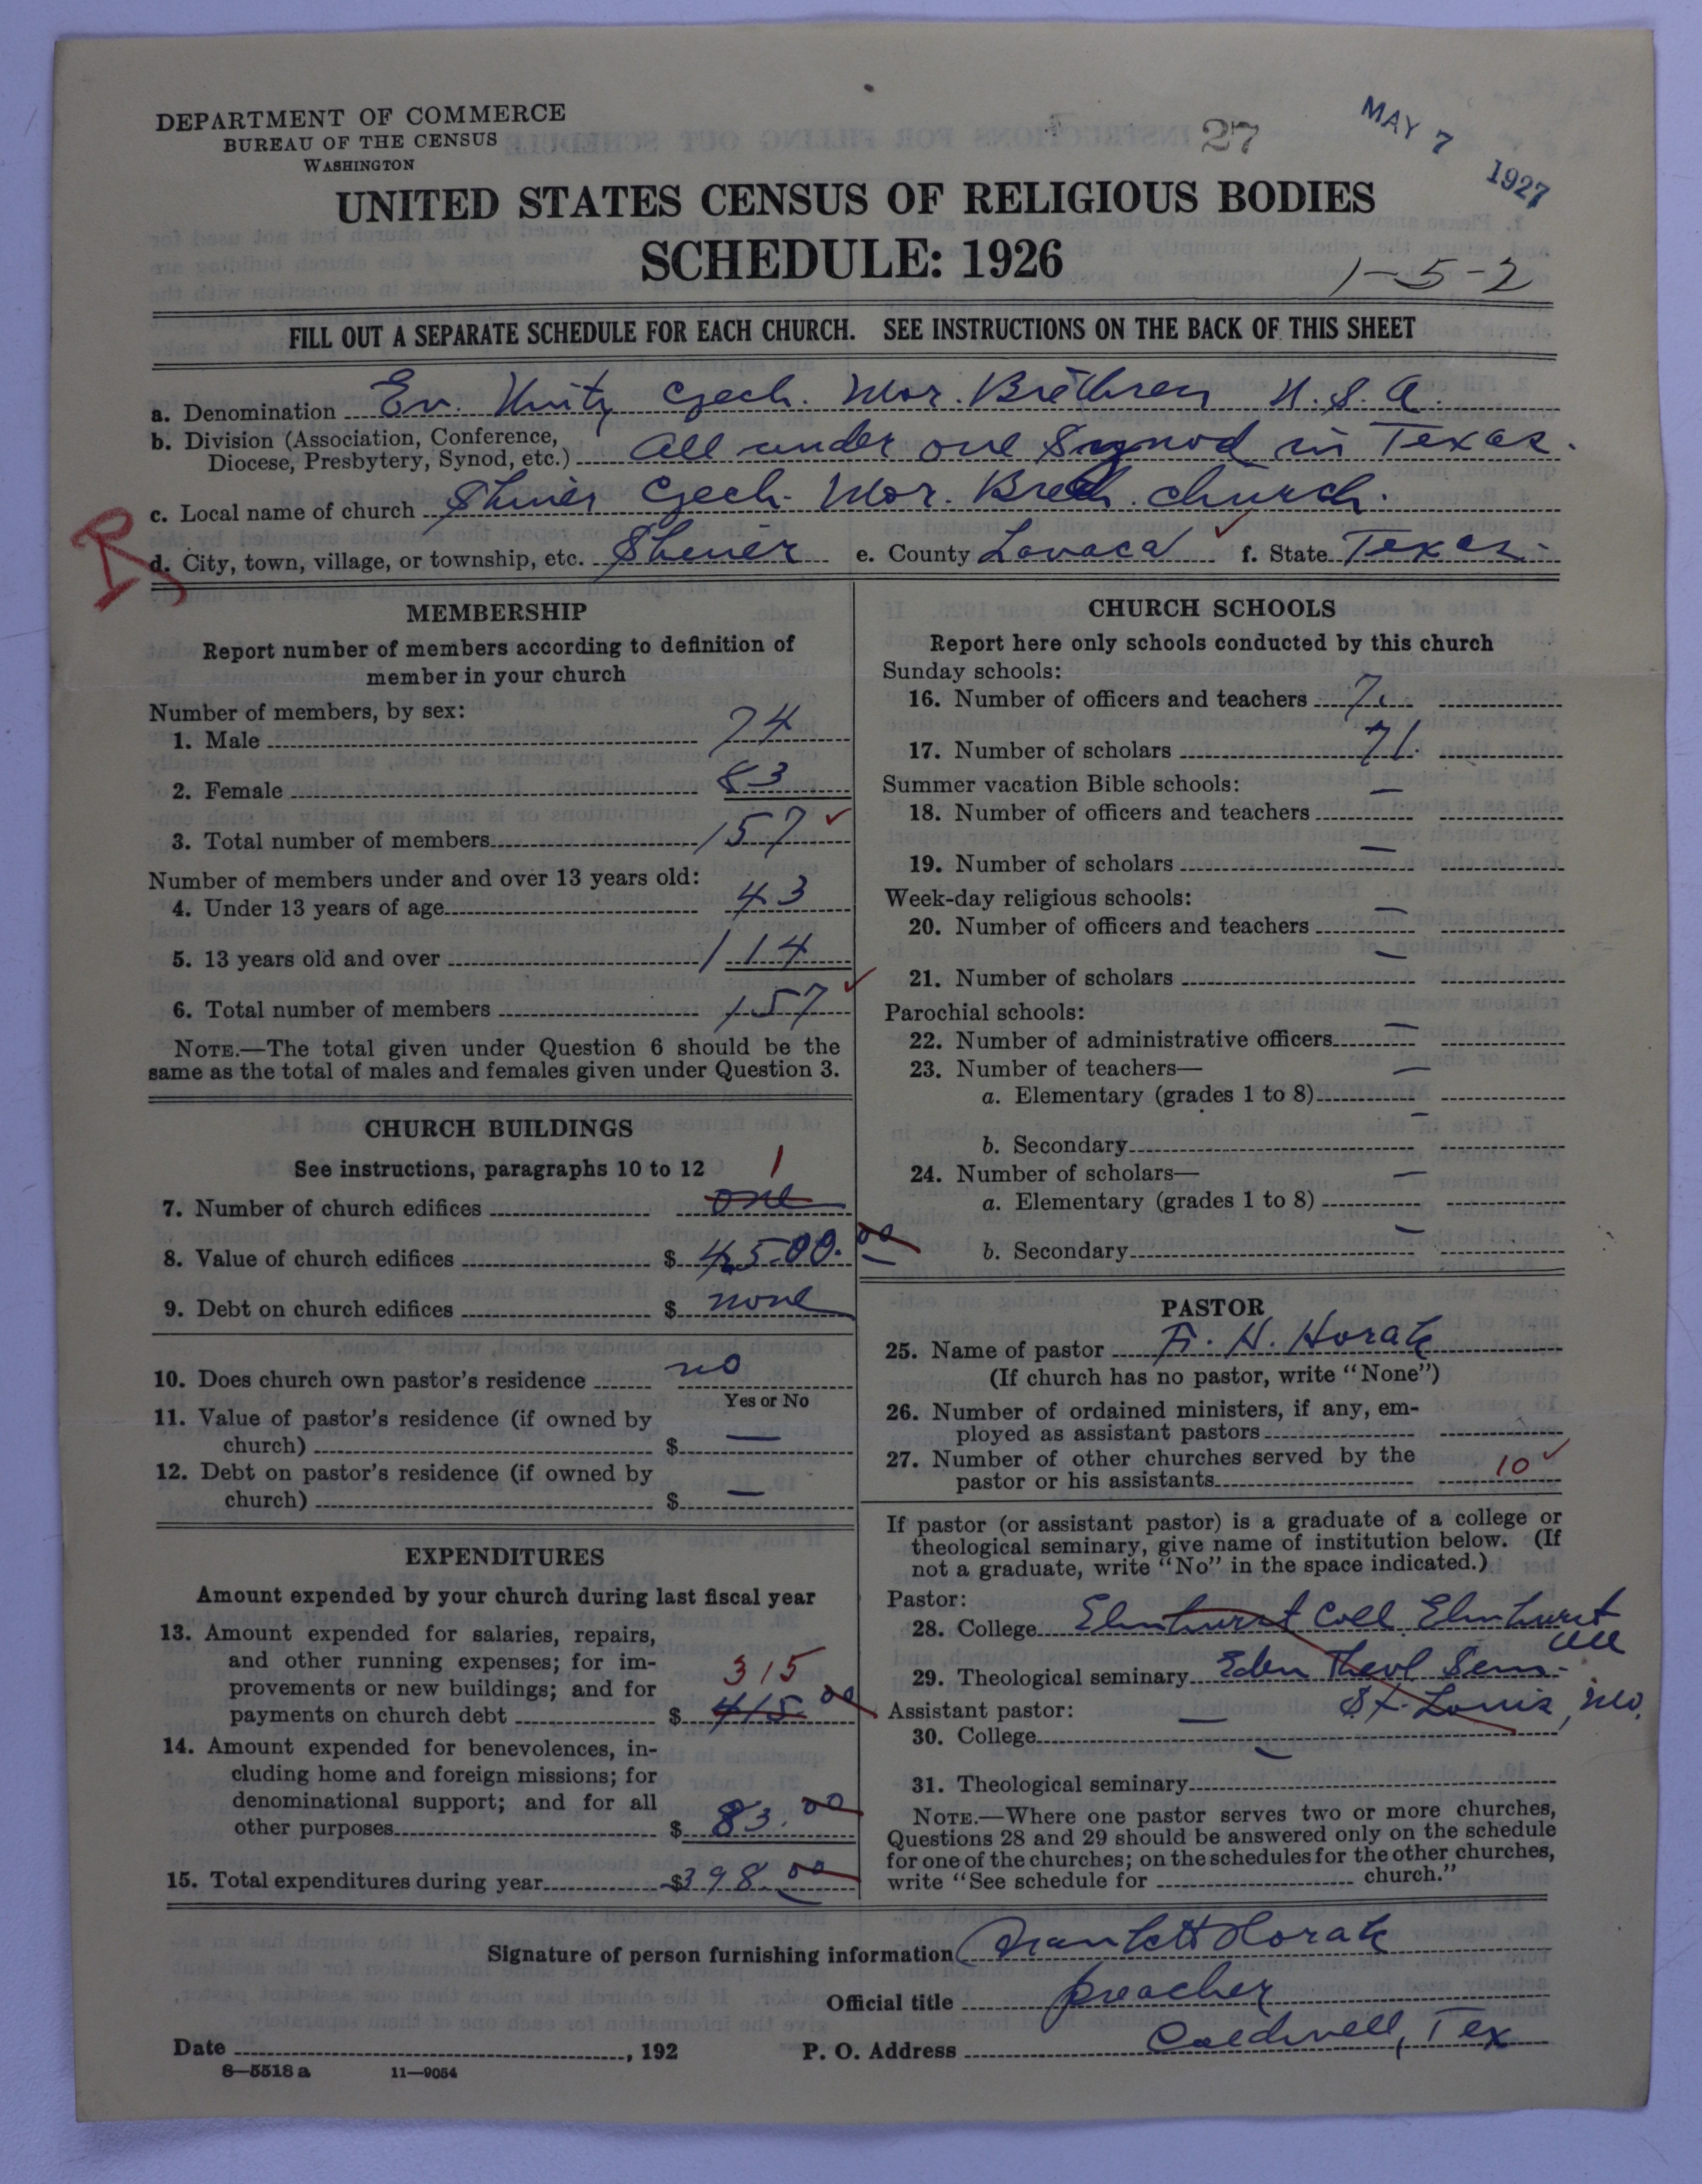 DEPARTMENT OF COMMERCE
BUREAU OF THE CENSUS
WASHINGTON
27
MAY 7 1927
UNITED STATES CENSUS OF RELIGIOUS BODIES
SCHEDULE: 1926
1-5-2
FILL OUT A SEPARATE SCHEDULE FOR EACH CHURCH. SEE INSTRUCTIONS ON THE BACK OF THIS SHEET
a. Denomination Ev. Unity Czech. Mor. Brethren U. S. A.
b. Division (Association, Conference,
Diocese, Presbytery, Synod, etc.) All under one Synod in Texas.
c. Local name of church Shiner Czech. Mor. Breth. church.
R
d. City, town, village, or township, etc. Shiner e. County Lavaca f. State Texas.
MEMBERSHIP
Report number of members according to definition of
member in your church
Number of members, by sex:
1. Male 74
2. Female 83
3. Total number of members 157
Number of members under and over 13 years old:
4. Under 13 years of age 43
5. 13 years old and over 114
6. Total number of members 157
NOTE.—The total given under Question 6 should be the
same as the total of males and females given under Question 3.
CHURCH BUILDINGS
See instructions, paragraphs 10 to 12 1
7. Number of church edifices one
8. Value of church edifices $ 4500.00
9. Debt on church edifices $ none
10. Does church own pastor's residence no
Yes or No
11. Value of pastor's residence (if owned by
church) $ —
12. Debt on pastor's residence (if owned by
church) $ —
EXPENDITURES
Amount expended by your church during last fiscal year
13. Amount expended for salaries, repairs,
and other running expenses; for im-
provements or new buildings; and for 315
payments on church debt $ 415.00
14. Amount expended for benevolences, in-
cluding home and foreign missions; for
denominational support; and for all
other purposes $ 83.00
15. Total expenditures during year $398.00
CHURCH SCHOOLS
Report here only schools conducted by this church
Sunday schools:
16. Number of officers and teachers 7.
17. Number of scholars 71.
Summer vacation Bible schools:
18. Number of officers and teachers —
19. Number of scholars —
Week-day religious schools:
20. Number of officers and teachers —
21. Number of scholars —
Parochial schools:
22. Number of administrative officers —
23. Number of teachers—
a. Elementary (grades 1 to 8) —
b. Secondary —
24. Number of scholars—
a. Elementary (grades 1 to 8) —
b. Secondary —
PASTOR
25. Name of pastor Fr. H. Horak
(If church has no pastor, write "None")
26. Number of ordained ministers, if any, em-
ployed as assistant pastors
27. Number of other churches served by the
pastor or his assistants 10
If pastor (or assistant pastor) is a graduate of a college or
theological seminary, give name of institution below. (If
not a graduate, write "No" in the space indicated.)
Pastor:
28. College Elmhurst Coll. Elmhurst
Ill
29. Theological seminary Eden Theol Sem.
Assistant pastor: St. Louis, Mo.
30. College —
31. Theological seminary —
NOTE.—Where one pastor serves two or more churches,
Questions 28 and 29 should be answered only on the schedule
for one of the churches; on the schedules for the other churches,
write "See schedule for church."
Signature of person furnishing information Horak
Official title preacher
Date , 192 P. O. Address Caldwell, Tex
8—5518 a 11—9054